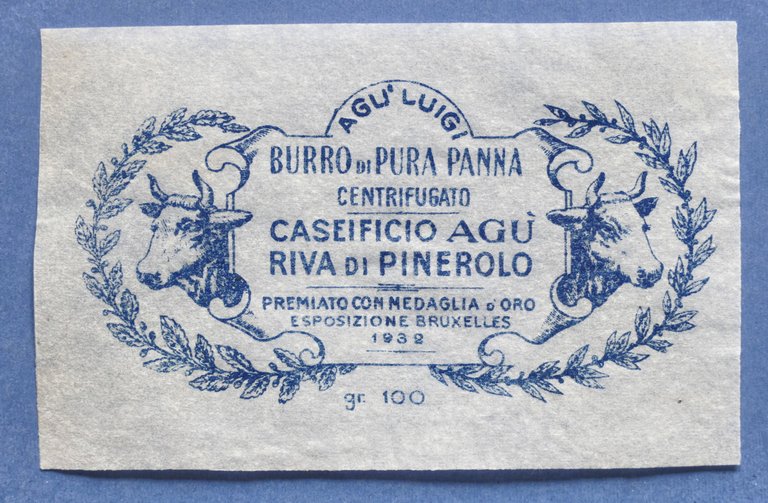 AGU' LUIGI
BURRO DI PURA PANNA
CENTRIFUGATO
CASEIFICIO AGÙ
RIVA DI PINEROLO
PREMIATO CON MEDAGLIA D'ORO
ESPOSIZIONE BRUXELLES
1932
gr. 100